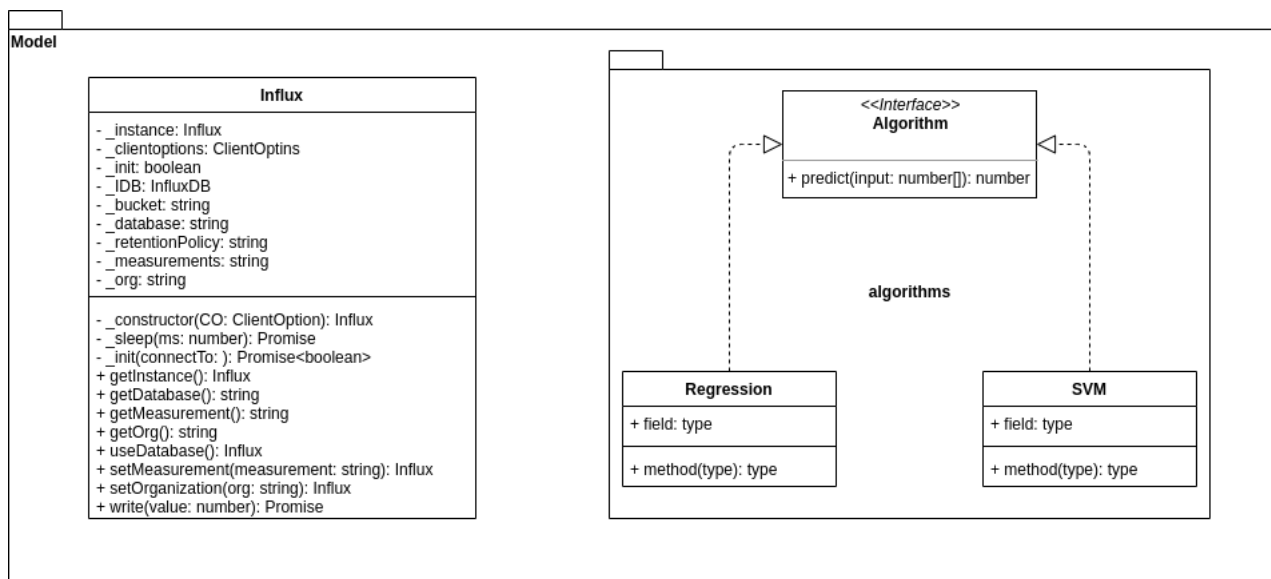 Model
Influx
- _instance: Influx
- _clientoptions: ClientOptins
- _init: boolean
- _IDB: InfluxDB
- _bucket: string
- _database: string
- _retentionPolicy: string
- _measurements: string
- _org: string
- _constructor(CO: ClientOption): Influx
- _sleep(ms: number): Promise
- _init(connectTo: ): Promise<boolean>
+ getInstance(): Influx
+ getDatabase(): string
+ getMeasurement(): string
+ getOrg(): string
+ useDatabase(): Influx
+ setMeasurement(measurement: string): Influx
+ setOrganization(org: string): Influx
+ write(value: number): Promise
<<Interface>>
Algorithm
+ predict(input: number[]): number
algorithms
Regression
+ field: type
+ method(type): type
SVM
+ field: type
+ method(type): type